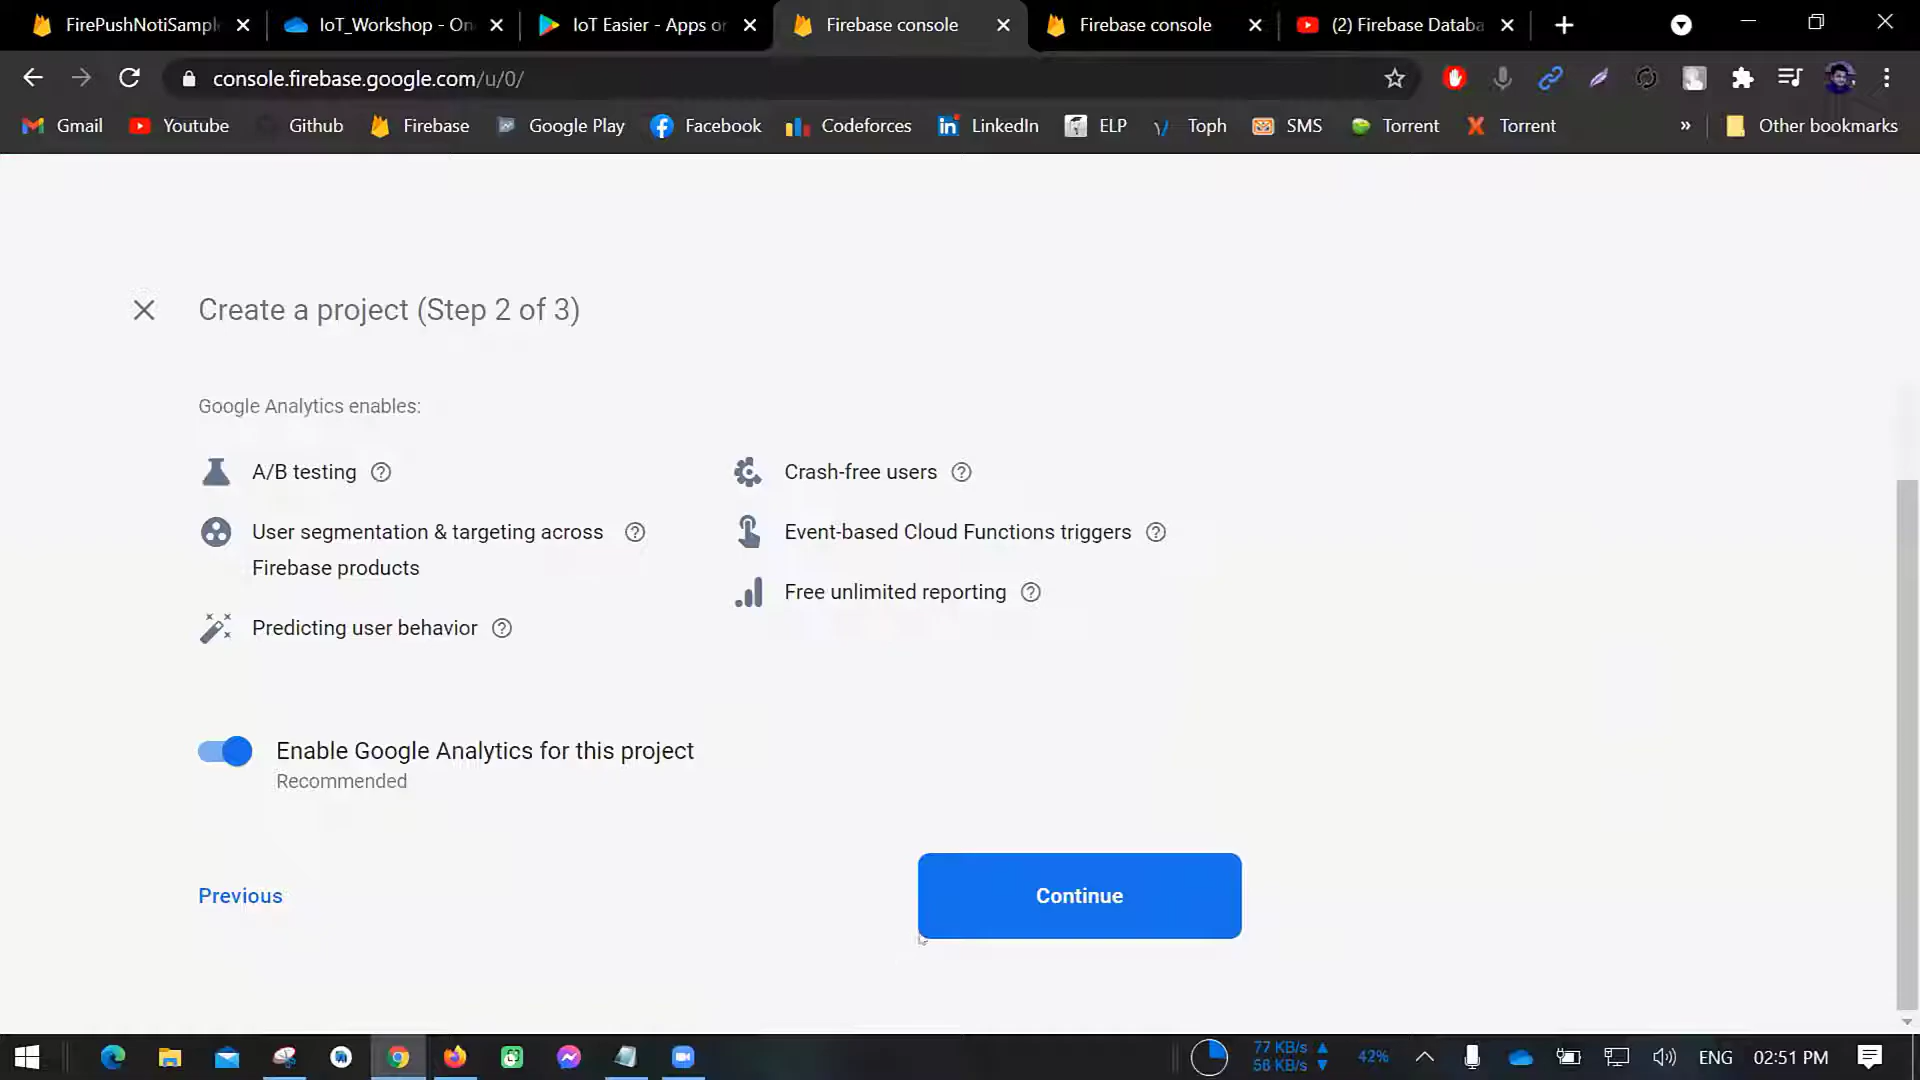 FirePushNotiSampl
IoT_Workshop - On
IoT Easier - Apps o
Firebase console
Firebase console
(2) Firebase Databa
console.firebase.google.com/u/0/
Gmail
Youtube
Github
Firebase
Google Play
Facebook
Codeforces
LinkedIn
ELP
Toph
SMS
Torrent
Torrent
»
Other bookmarks
Create a project (Step 2 of 3)
Google Analytics enables:
A/B testing
Crash-free users
User segmentation & targeting across
Firebase products
Event-based Cloud Functions triggers
Free unlimited reporting
Predicting user behavior
Enable Google Analytics for this project
Recommended
Previous
Continue
77 KB/s
58 KB/s
42%
ENG
02:51 PM